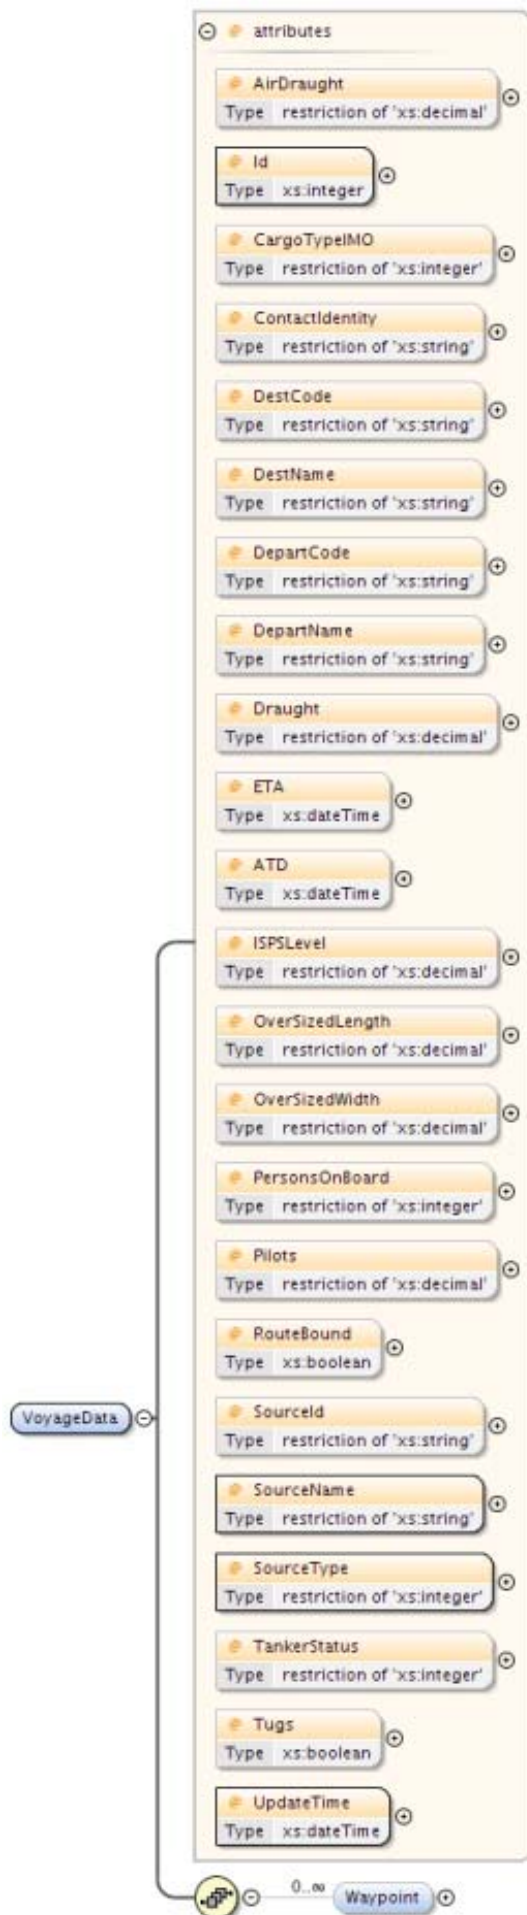 attributes
AirDraught
Type restriction of 'xs:decimal'
Id
Type xs:integer
CargoTypeIMO
Type restriction of 'xs:integer'
ContactIdentity
Type restriction of 'xs:string'
DestCode
Type restriction of 'xs:string'
DestName
Type restriction of 'xs:string'
DepartCode
Type restriction of 'xs:string'
DepartName
Type restriction of 'xs:string'
Draught
Type restriction of 'xs:decimal'
ETA
Type xs:dateTime
ATD
Type xs:dateTime
ISPSLevel
Type restriction of 'xs:decimal'
OverSizedLength
Type restriction of 'xs:decimal'
OverSizedWidth
Type restriction of 'xs:decimal'
PersonsOnBoard
Type restriction of 'xs:integer'
Pilots
Type restriction of 'xs:decimal'
RouteBound
Type xs:boolean
VoyageData
SourceId
Type restriction of 'xs:string'
SourceName
Type restriction of 'xs:string'
SourceType
Type restriction of 'xs:integer'
TankerStatus
Type restriction of 'xs:integer'
Tugs
Type xs:boolean
UpdateTime
Type xs:dateTime
0..∞
Waypoint